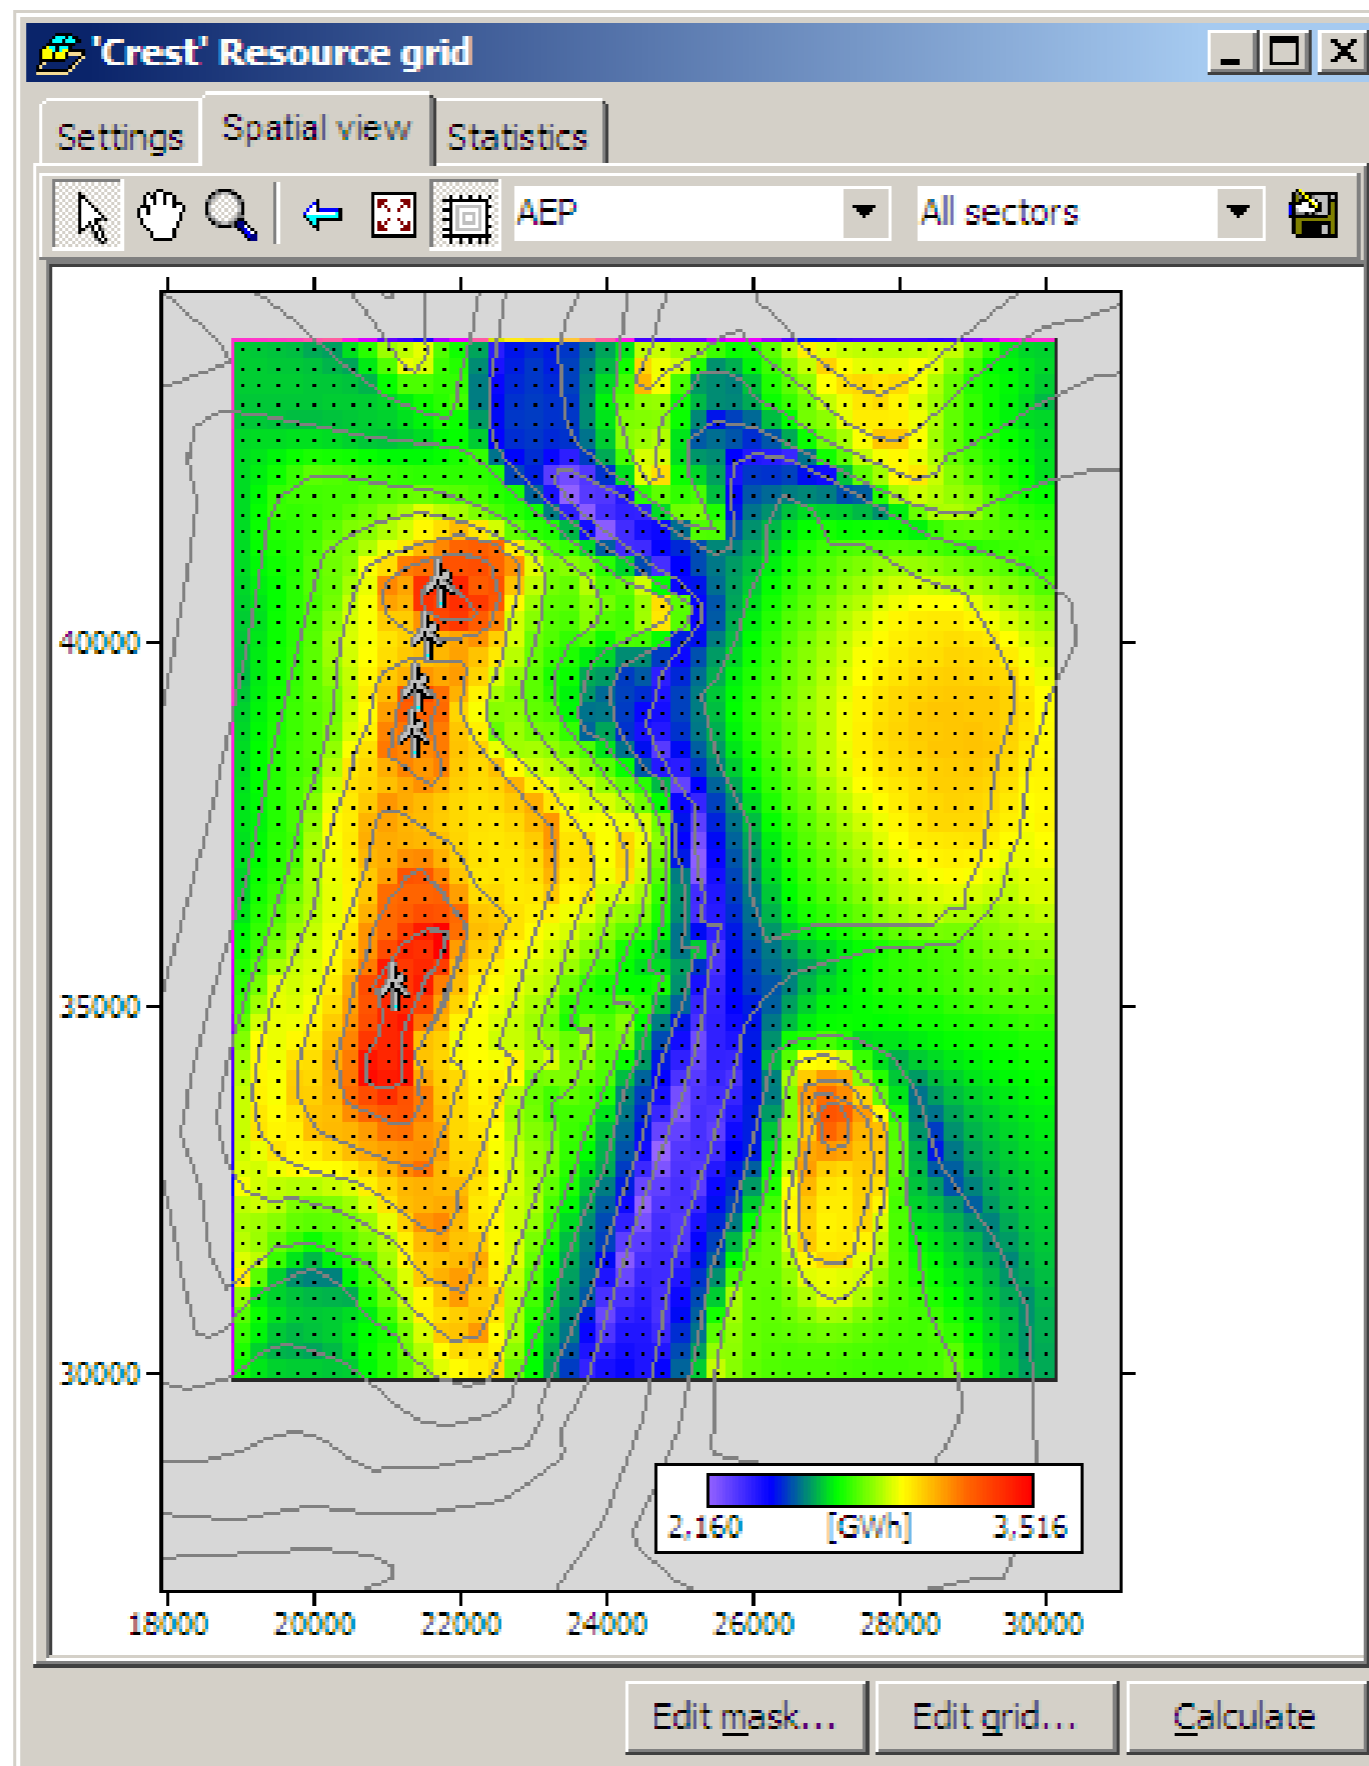 'Crest' Resource grid
Settings Spatial view Statistics
AEP All sectors
40000
35000
30000
2,160 [GWh] 3,516
18000 20000 22000 24000 26000 28000 30000
Edit mask... Edit grid... Calculate